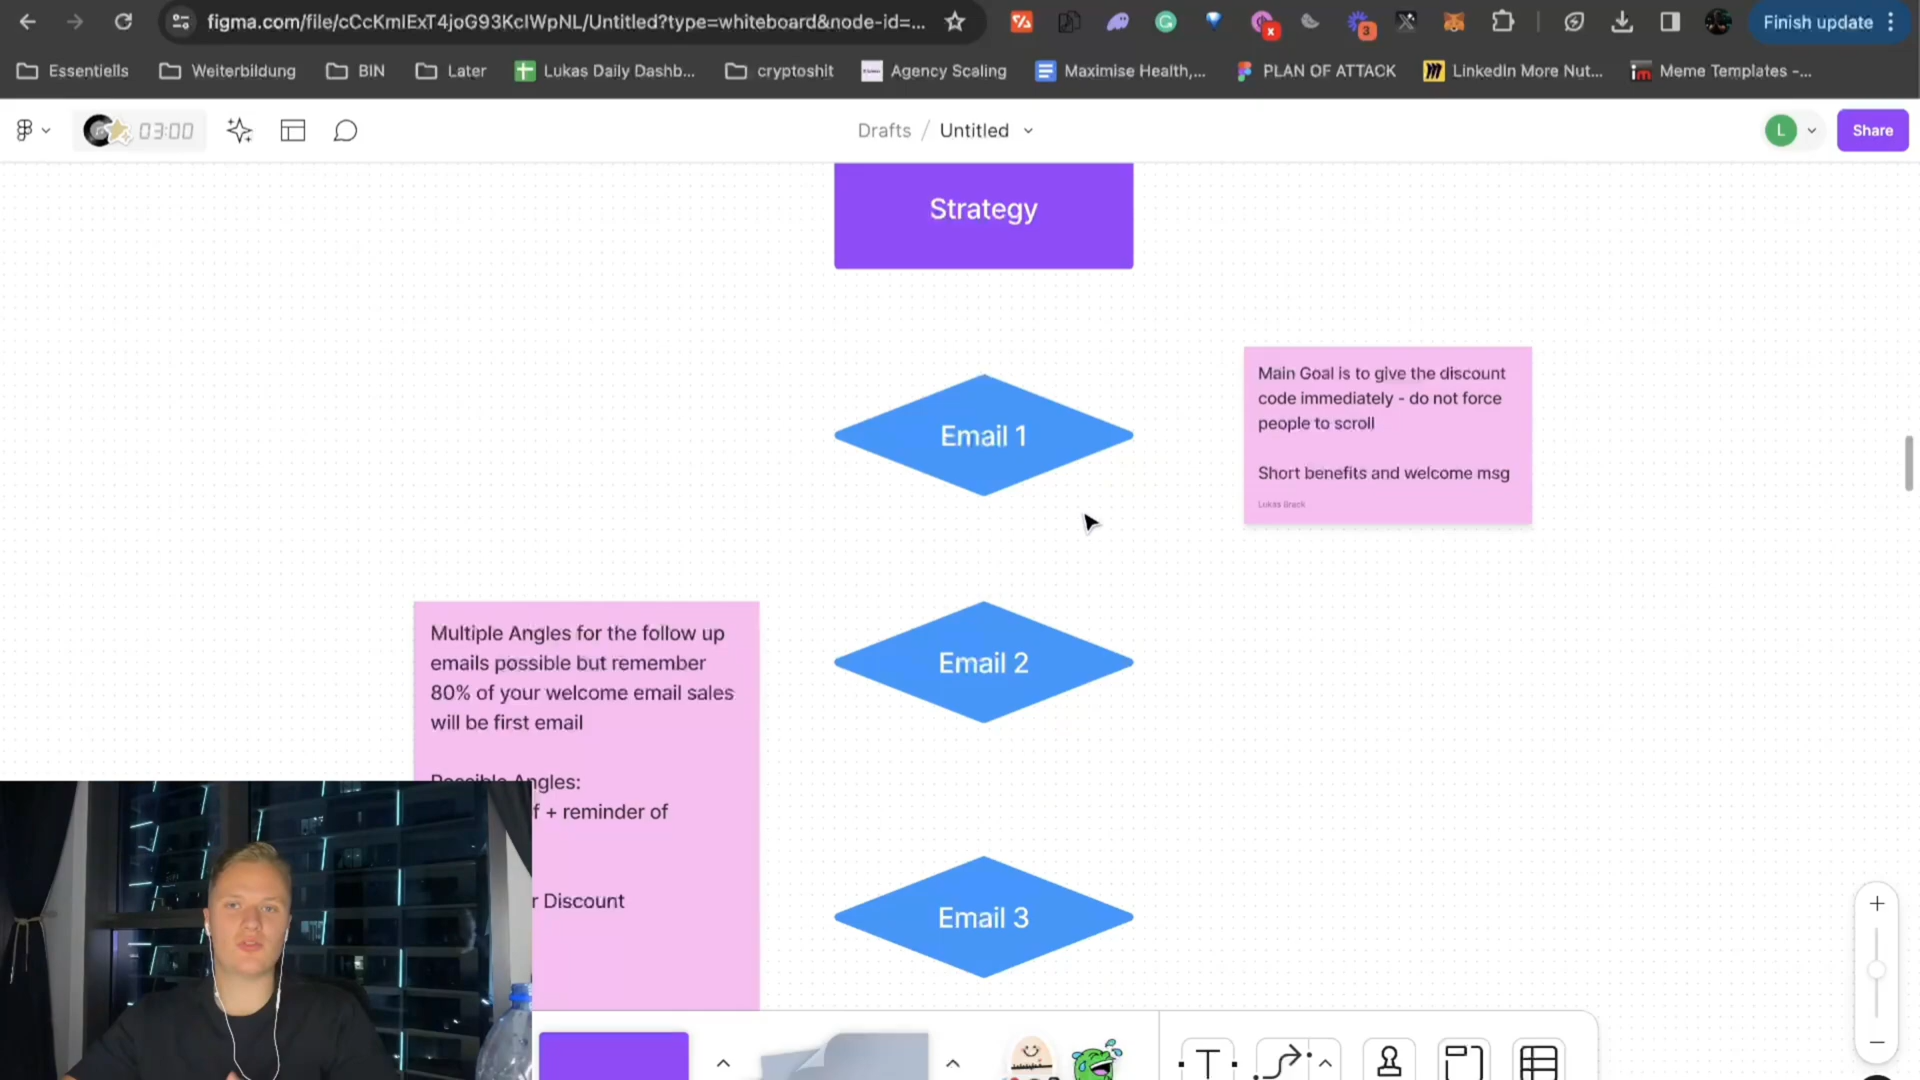 figma.com/file/cCcKmlExT4joG93KclWpNL/Untitled?type=whiteboard&node-id=...
3
Finish update
Essentiells
Weiterbildung
BIN
Later
Lukas Daily Dashb...
cryptoshit
Agency Scaling
Maximise Health,...
PLAN OF ATTACK
LinkedIn More Nut...
Meme Templates -...
03:00
Drafts / Untitled
L
Share
Strategy
Email 1
Main Goal is to give the discount
code immediately - do not force
people to scroll
Short benefits and welcome msg
Multiple Angles for the follow up
emails possible but remember
80% of your welcome email sales
will be first email
Email 2
Possible Angles:
f + reminder of
r Discount
Email 3
T